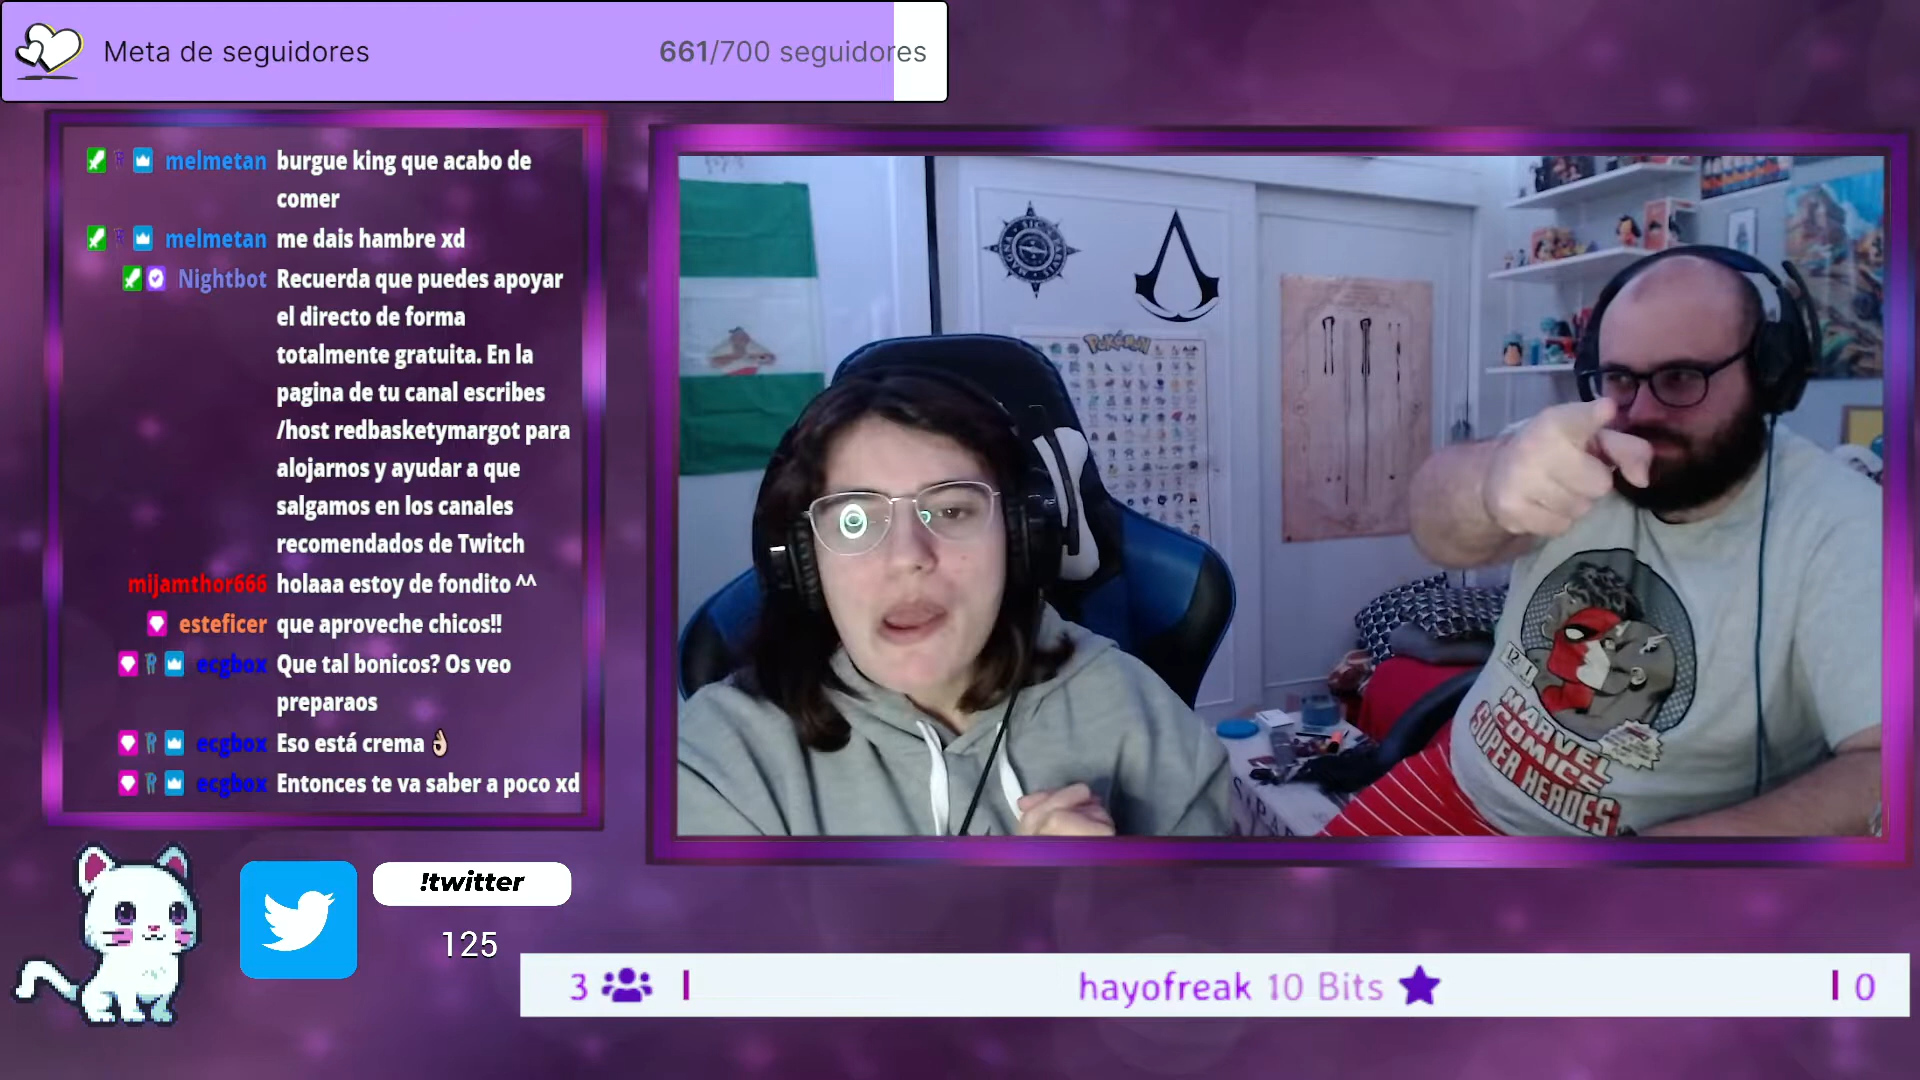 Meta de seguidores 661/700 seguidores
melmetan burgue king que acabo de
comer
melmetan me dais hambre xd
Nightbot Recuerda que puedes apoyar
el directo de forma
totalmente gratuita. En la
pagina de tu canal escribes
/host redbasketymargot para
alojarnos y ayudar a que
salgamos en los canales
recomendados de Twitch
mijamthor666 holaaa estoy de fondito ^^
esteficer que aproveche chicos!!
ecgbox Que tal bonicos? Os veo
preparaos
ecgbox Eso está crema 👌🏻
ecgbox Entonces te va saber a poco xd
SIC
PARVIS
MAGNA
POKéMON
MARVEL
COMICS
SUPER HEROES
!twitter
125
3 hayofreak 10 Bits 0